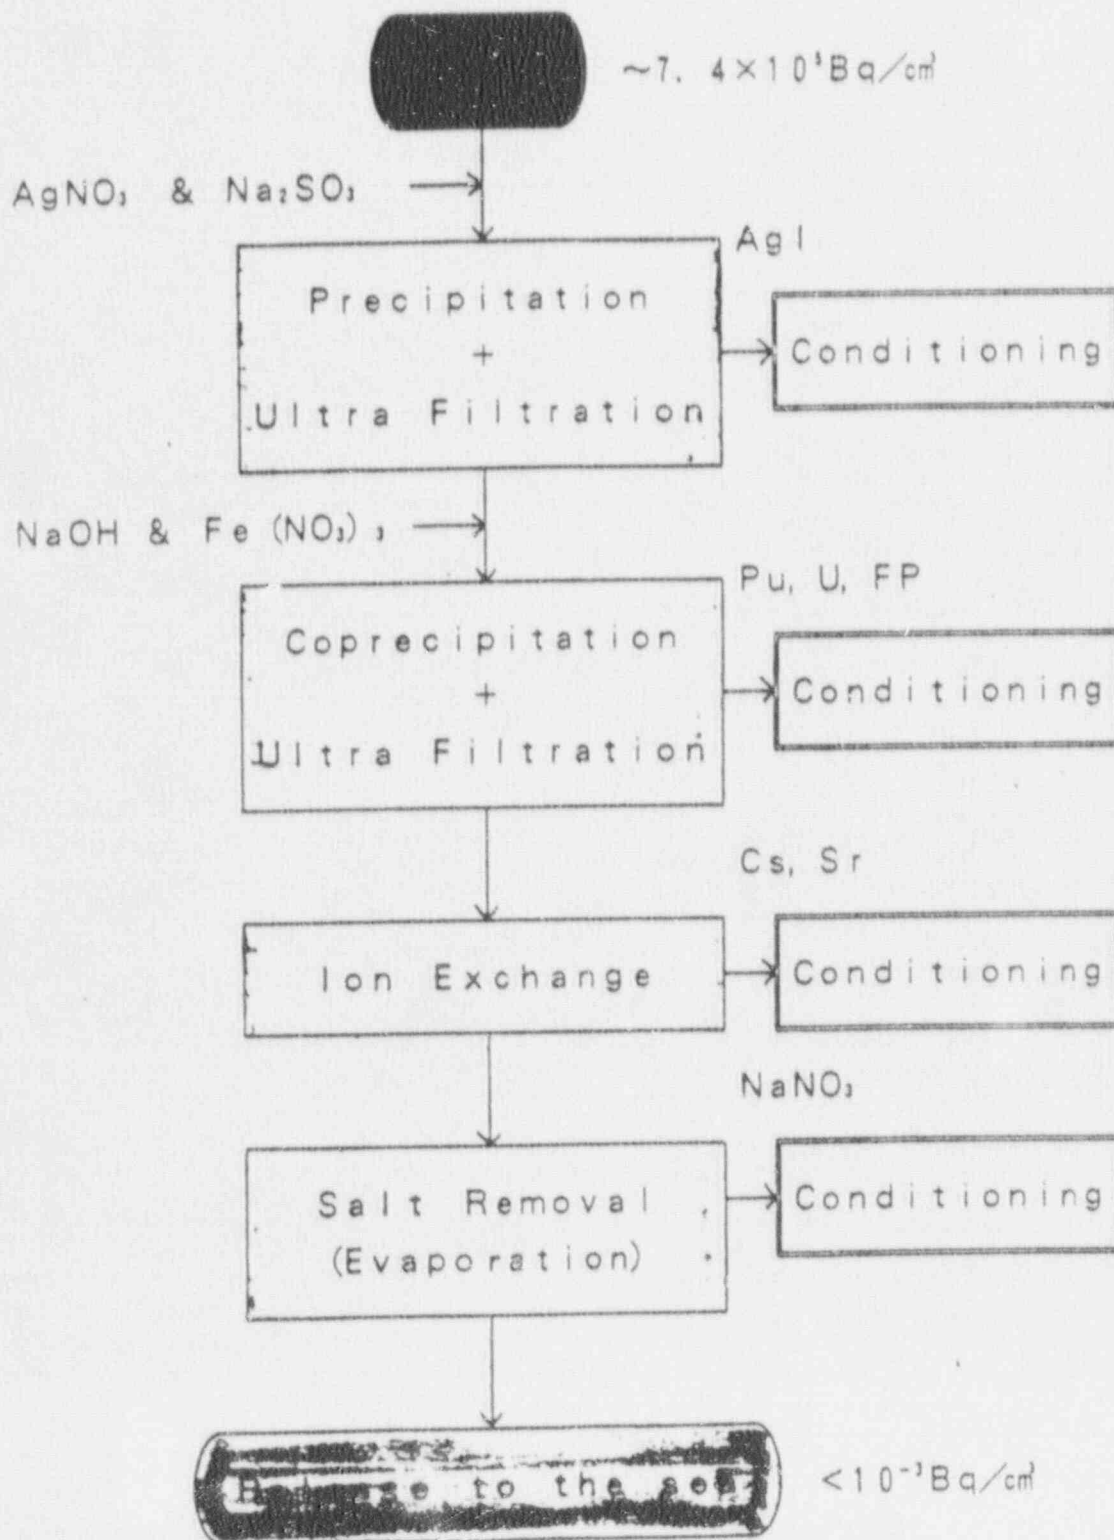 ~7. 4×10³Bq/cm³
AgNO₃ & Na₂SO₃
AgI
Precipitation
+
Ultra Filtration
Conditioning
NaOH & Fe (NO₃)₃
Pu, U, FP
Coprecipitation
+
Ultra Filtration
Conditioning
Cs, Sr
Ion Exchange
Conditioning
NaNO₃
Salt Removal
(Evaporation)
Conditioning
to the sea
<10⁻³Bq/cm³